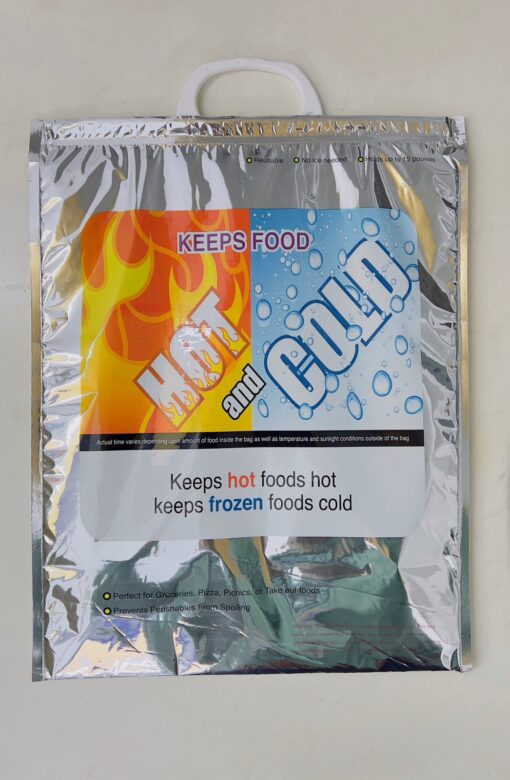 Reusable No ice needed Holds up to 15 pounds
KEEPS FOOD
HOT
and
COLD
Actual time varies depending upon amount of food inside the bag as well as temperature and sunlight conditions outside of the bag
Keeps hot foods hot
keeps frozen foods cold
Perfect for Groceries, Pizza, Picnics, or Take out foods
Prevents Perishables From Spoiling